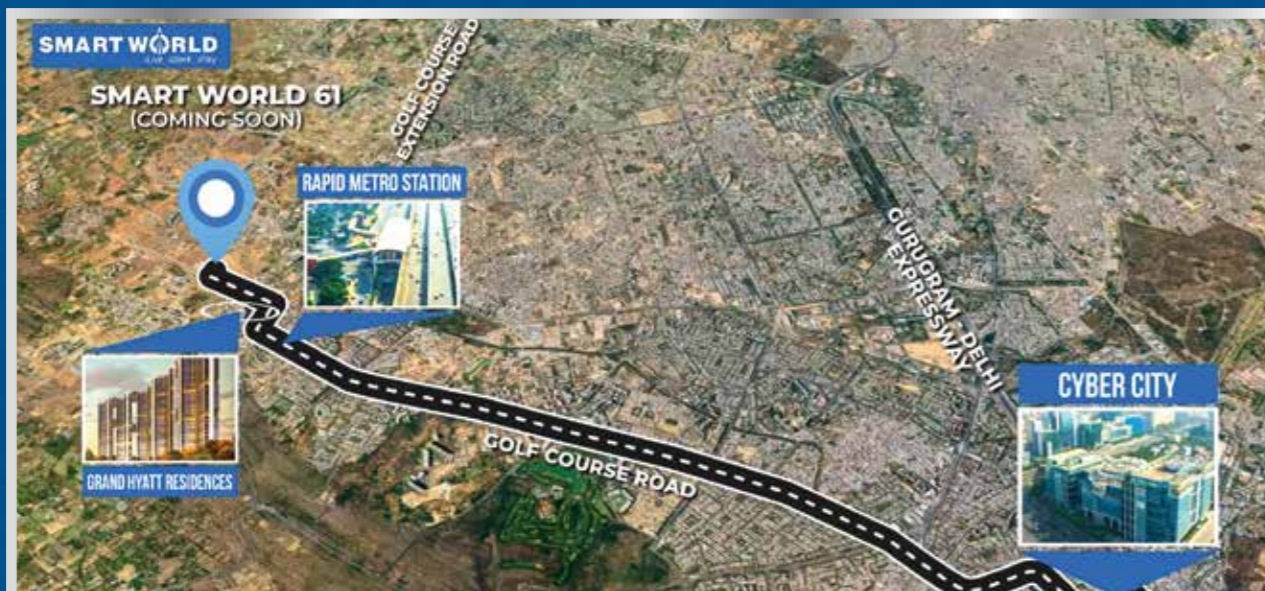 SMART WORLD
SMART WORLD 61
(COMING SOON)
GOLF COURSE
EXTENSION ROAD
RAPID METRO STATION
GURUGRAM - DELHI
EXPRESSWAY
CYBER CITY
GOLF COURSE ROAD
GRAND HYATT RESIDENCES